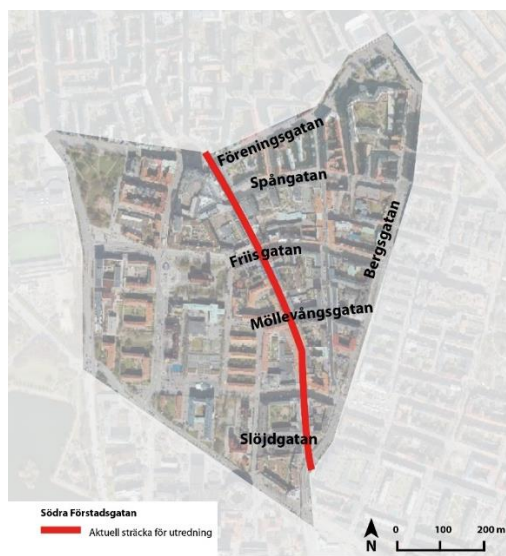 Föreningsgatan
Spångatan
Bergsgatan
Friisgatan
Möllevångsgatan
Slöjdgatan
Södra Förstadsgatan
Aktuell sträcka för utredning
N
0 100 200 m